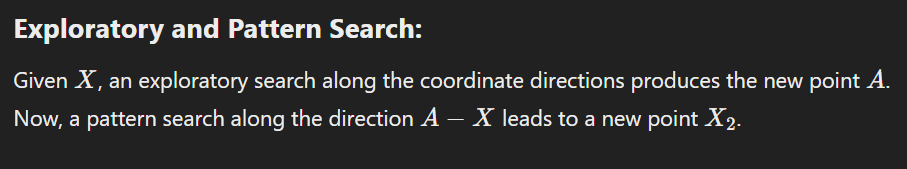 Exploratory and Pattern Search:
Given X, an exploratory search along the coordinate directions produces the new point A.
Now, a pattern search along the direction A − X leads to a new point X₂.